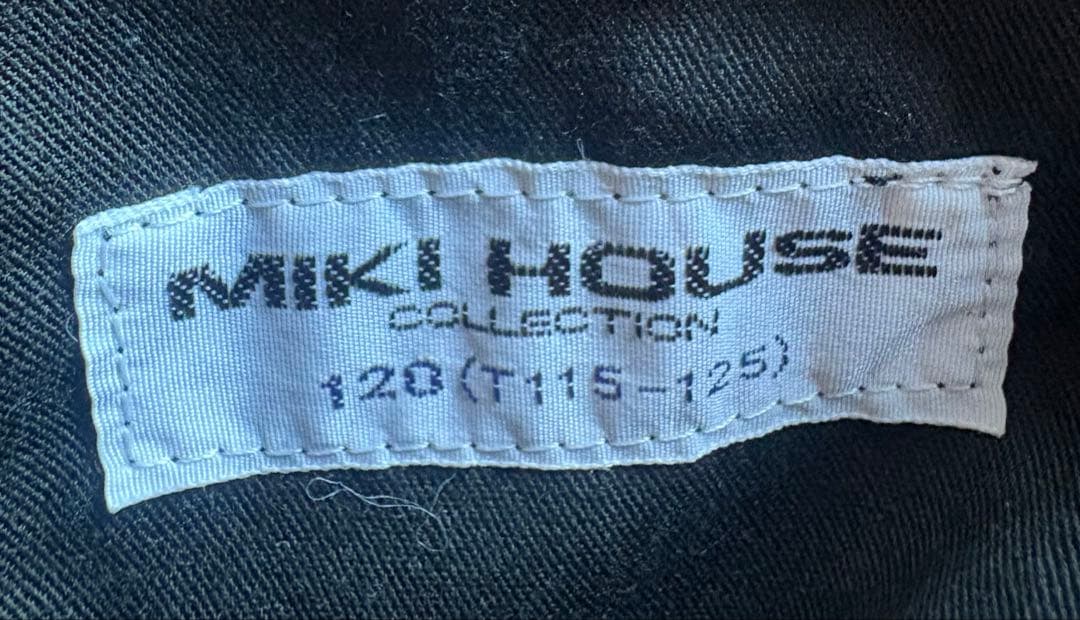 MIKI HOUSE
COLLECTION
120(T115-125)